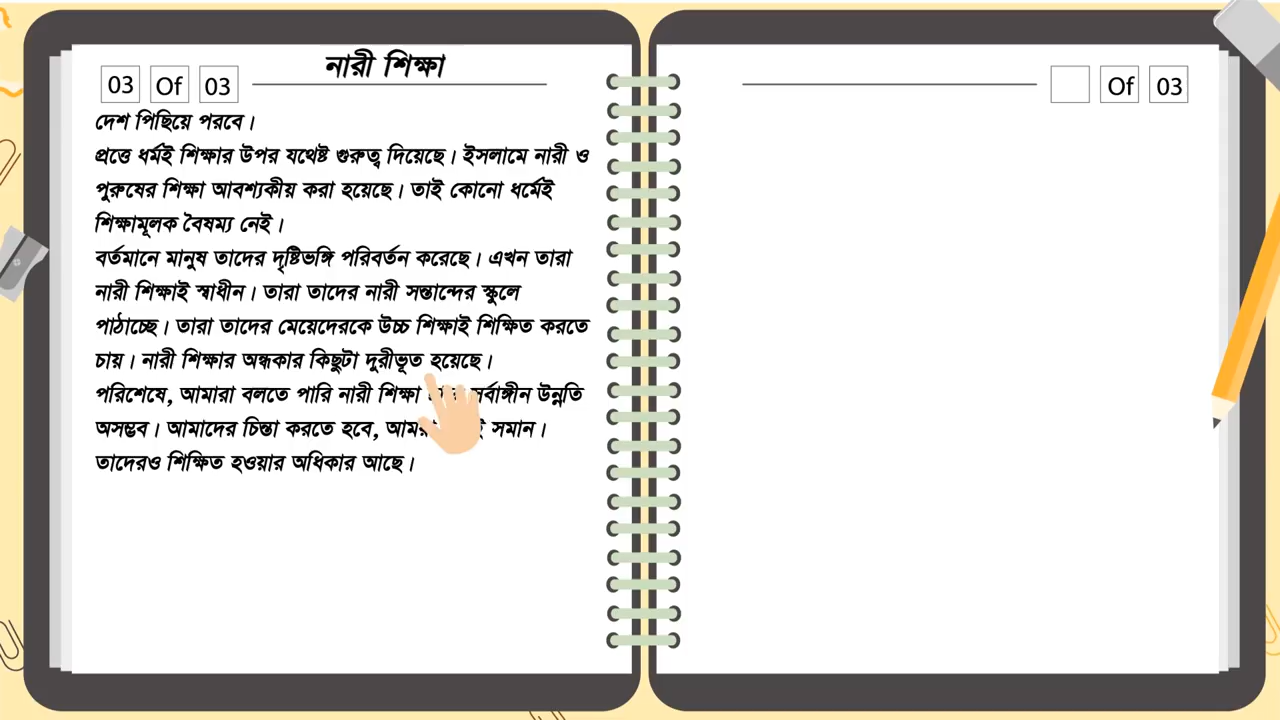 নারী শিক্ষা
03 Of 03
Of 03
দেশ পিছিয়ে পরবে।
প্রত্তে ধর্মই শিক্ষার উপর যথেষ্ট গুরুত্ব দিয়েছে। ইসলামে নারী ও
পুরুষের শিক্ষা আবশ্যকীয় করা হয়েছে। তাই কোনো ধর্মেই
শিক্ষামূলক বৈষম্য নেই।
বর্তমানে মানুষ তাদের দৃষ্টিভঙ্গি পরিবর্তন করেছে। এখন তারা
নারী শিক্ষাই স্বাধীন। তারা তাদের নারী সন্তান্দের স্কুলে
পাঠাচ্ছে। তারা তাদের মেয়েদেরকে উচ্চ শিক্ষাই শিক্ষিত করতে
চায়। নারী শিক্ষার অন্ধকার কিছুটা দূরীভূত হয়েছে।
পরিশেষে, আমারা বলতে পারি নারী শিক্ষা সর্বাঙ্গীন উন্নতি
অসম্ভব। আমাদের চিন্তা করতে হবে, সমান।
তাদেরও শিক্ষিত হওয়ার অধিকার আছে।